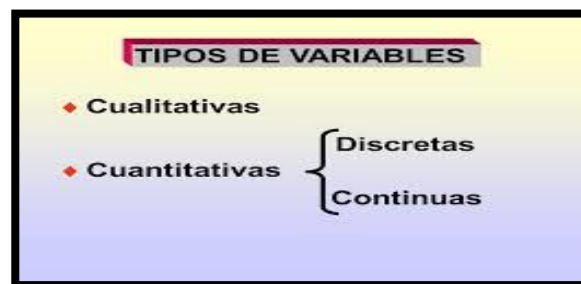 TIPOS DE VARIABLES
Cualitativas
Cuantitativas
Discretas
Continuas